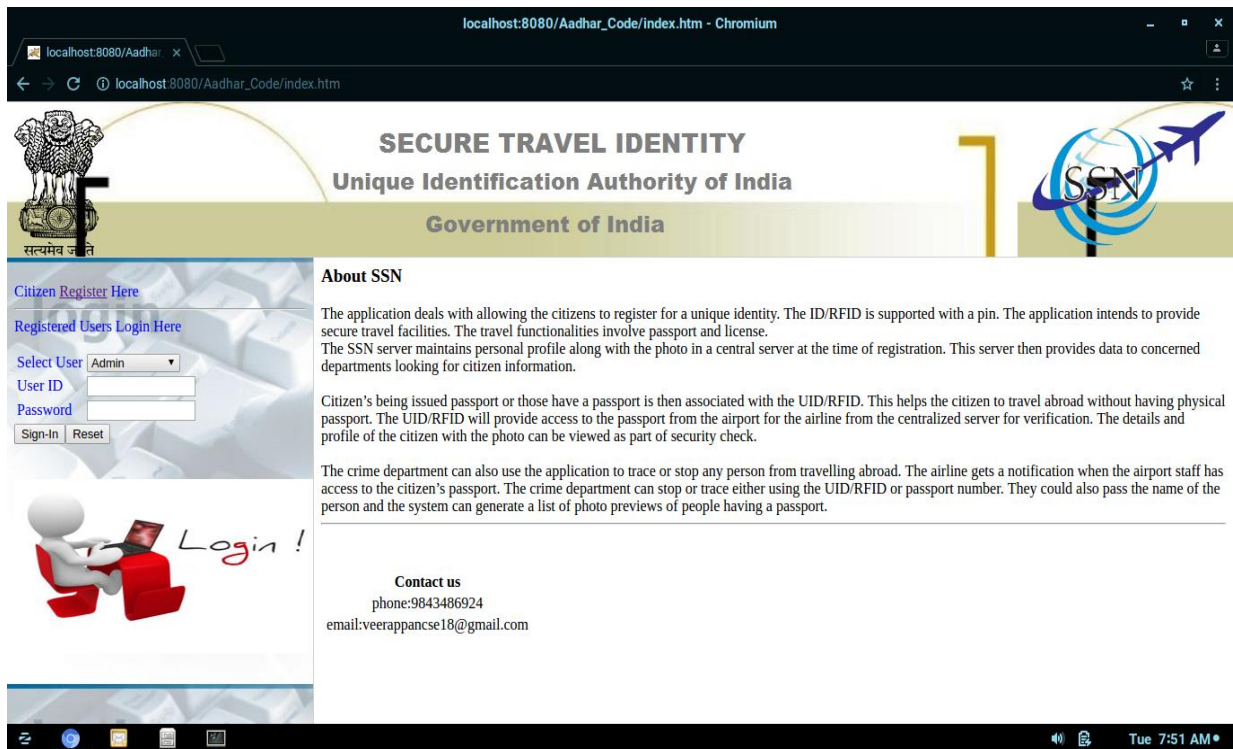 localhost:8080/Aadhar_Code/index.htm - Chromium
localhost:8080/Aadhar
localhost:8080/Aadhar_Code/index.htm
SECURE TRAVEL IDENTITY
Unique Identification Authority of India
Government of India
SSN
Citizen Register Here
login
Registered Users Login Here
Select User Admin
User ID
Password
Sign-In Reset
Login !
About SSN
The application deals with allowing the citizens to register for a unique identity. The ID/RFID is supported with a pin. The application intends to provide
secure travel facilities. The travel functionalities involve passport and license.
The SSN server maintains personal profile along with the photo in a central server at the time of registration. This server then provides data to concerned
departments looking for citizen information.
Citizen’s being issued passport or those have a passport is then associated with the UID/RFID. This helps the citizen to travel abroad without having physical
passport. The UID/RFID will provide access to the passport from the airport for the airline from the centralized server for verification. The details and
profile of the citizen with the photo can be viewed as part of security check.
The crime department can also use the application to trace or stop any person from travelling abroad. The airline gets a notification when the airport staff has
access to the citizen’s passport. The crime department can stop or trace either using the UID/RFID or passport number. They could also pass the name of the
person and the system can generate a list of photo previews of people having a passport.
Contact us
phone:9843486924
email:veerappancse18@gmail.com
Tue 7:51 AM